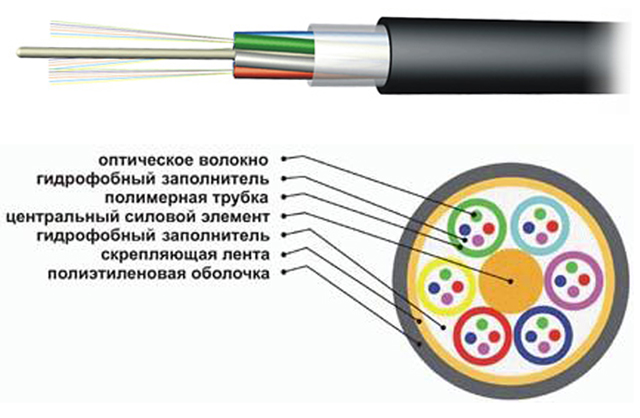 оптическое волокно
гидрофобный заполнитель
полимерная трубка
центральный силовой элемент
гидрофобный заполнитель
скрепляющая лента
полиэтиленовая оболочка